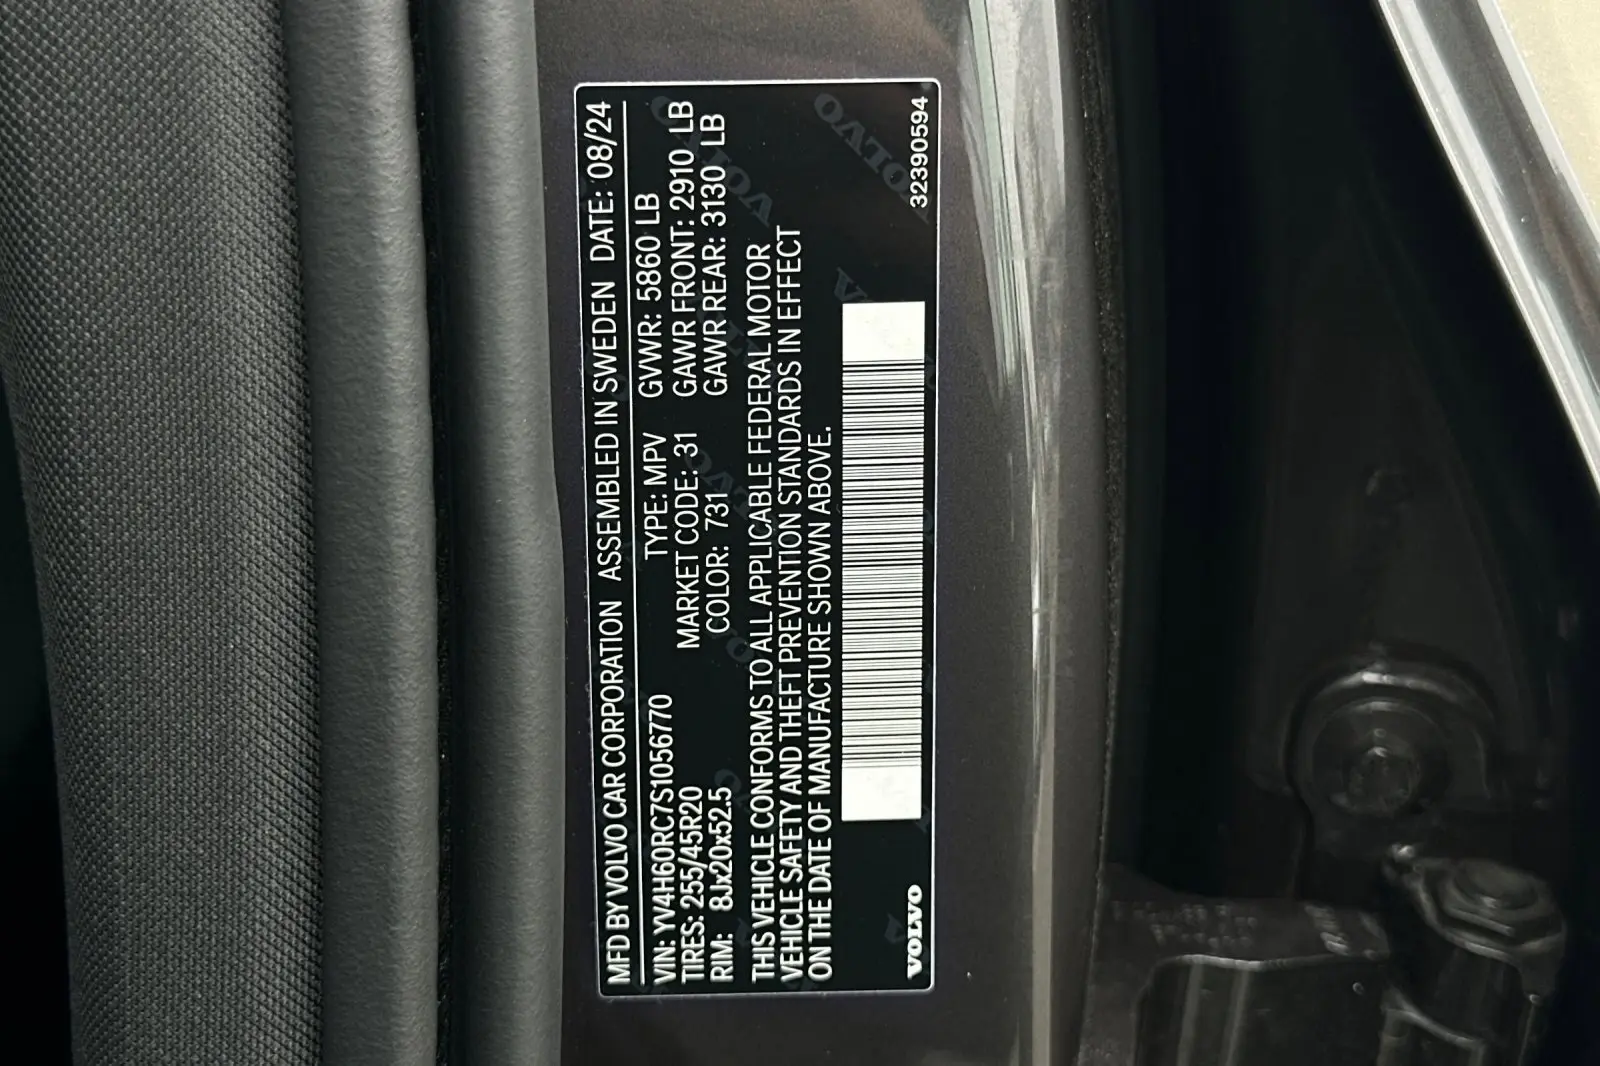 MFD BY VOLVO CAR CORPORATION ASSEMBLED IN SWEDEN DATE: 08/24
VIN: YV4H60RC7S1056770 TYPE: MPV GVWR: 5860 LB
TIRES: 255/45R20 MARKET CODE: 31 GAWR FRONT: 2910 LB
RIM: 8Jx20x52.5 COLOR: 731 GAWR REAR: 3130 LB
THIS VEHICLE CONFORMS TO ALL APPLICABLE FEDERAL MOTOR
VEHICLE SAFETY AND THEFT PREVENTION STANDARDS IN EFFECT
ON THE DATE OF MANUFACTURE SHOWN ABOVE.
VOLVO 32390594